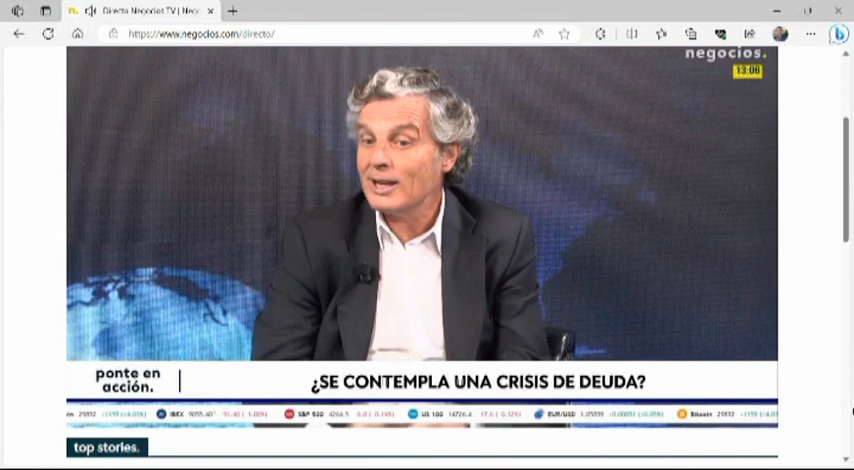 n. Directo Negocios TV | Nego
https://www.negocios.com/directo/
negocios.
13:06
ponte en
acción.
¿SE CONTEMPLA UNA CRISIS DE DEUDA?
IBEX
S&P 500
US 100
EUR/USD
Bitcoin
top stories.